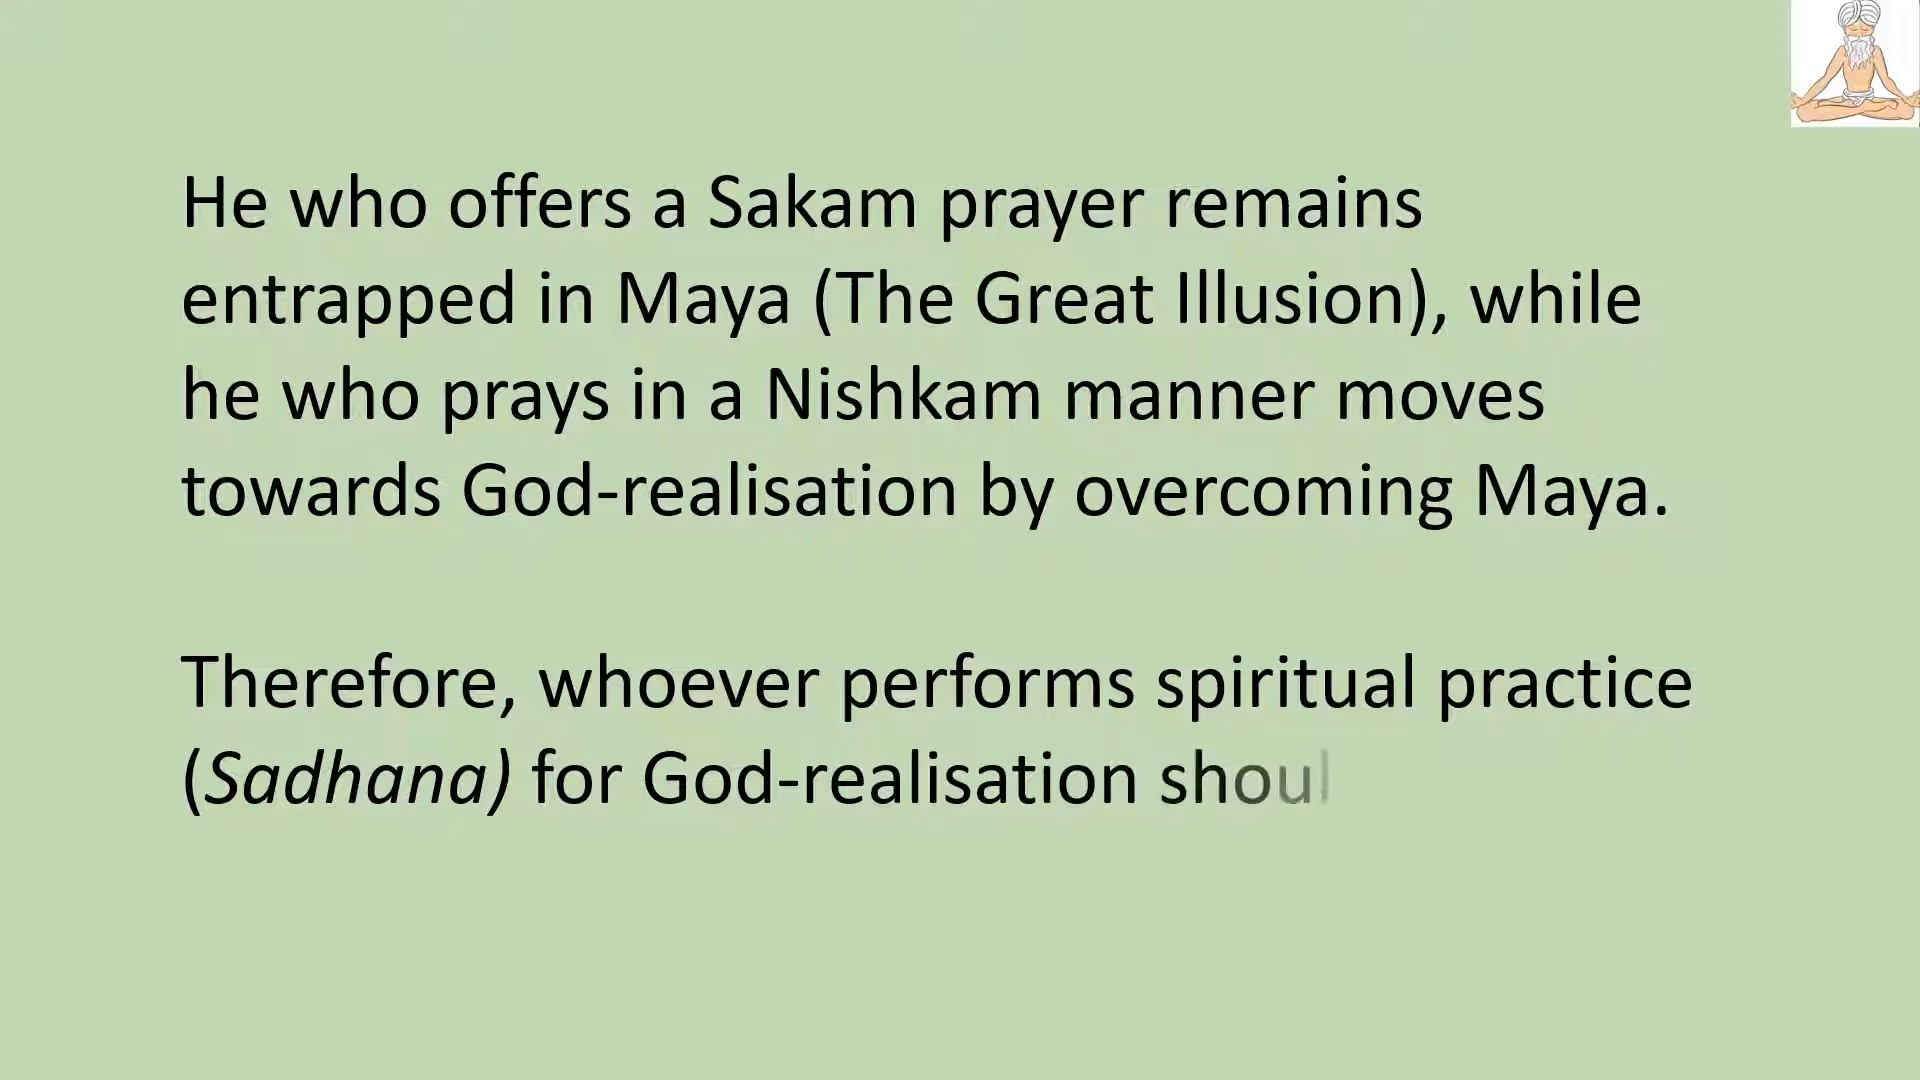 He who offers a Sakam prayer remains
entrapped in Maya (The Great Illusion), while
he who prays in a Nishkam manner moves
towards God-realisation by overcoming Maya.
Therefore, whoever performs spiritual practice
(Sadhana) for God-realisation shoul